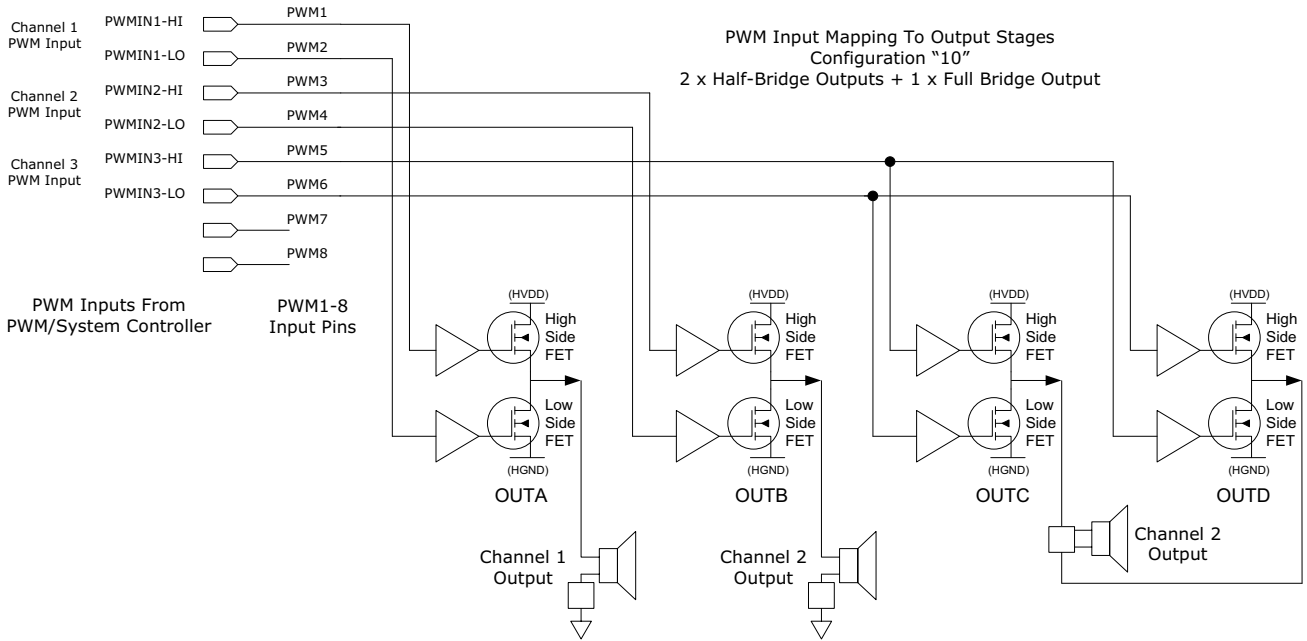 PWM Input Mapping To Output Stages
Configuration “10”
2 x Half-Bridge Outputs + 1 x Full Bridge Output
Channel 1
PWM Input
PWMIN1-HI
PWM1
PWMIN1-LO
PWM2
Channel 2
PWM Input
PWMIN2-HI
PWM3
PWMIN2-LO
PWM4
Channel 3
PWM Input
PWMIN3-HI
PWM5
PWMIN3-LO
PWM6
PWM7
PWM8
PWM Inputs From
PWM/System Controller
PWM1-8
Input Pins
(HVDD)
High
Side
FET
Low
Side
FET
(HGND)
OUTA
Channel 1
Output
(HVDD)
High
Side
FET
Low
Side
FET
(HGND)
OUTB
Channel 2
Output
(HVDD)
High
Side
FET
Low
Side
FET
(HGND)
OUTC
Channel 2
Output
(HVDD)
High
Side
FET
Low
Side
FET
(HGND)
OUTD